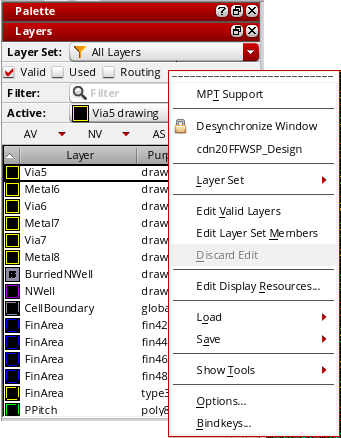 Palette
Layers
Layer Set: All Layers
Valid Used Routing
Filter: Filter
Active: Via5 drawing
AV NV AS
Layer Pur
Via5 draw
Metal6 draw
Via6 draw
Metal7 draw
Via7 draw
Metal8 draw
BurriedNWell draw
NWell draw
CellBoundary globa
FinArea fin42
FinArea fin44
FinArea fin46
FinArea fin48
FinArea type3
PPitch poly8
MPT Support
Desynchronize Window
cdn20FFWSP_Design
Layer Set
Edit Valid Layers
Edit Layer Set Members
Discard Edit
Edit Display Resources...
Load
Save
Show Tools
Options...
Bindkeys...